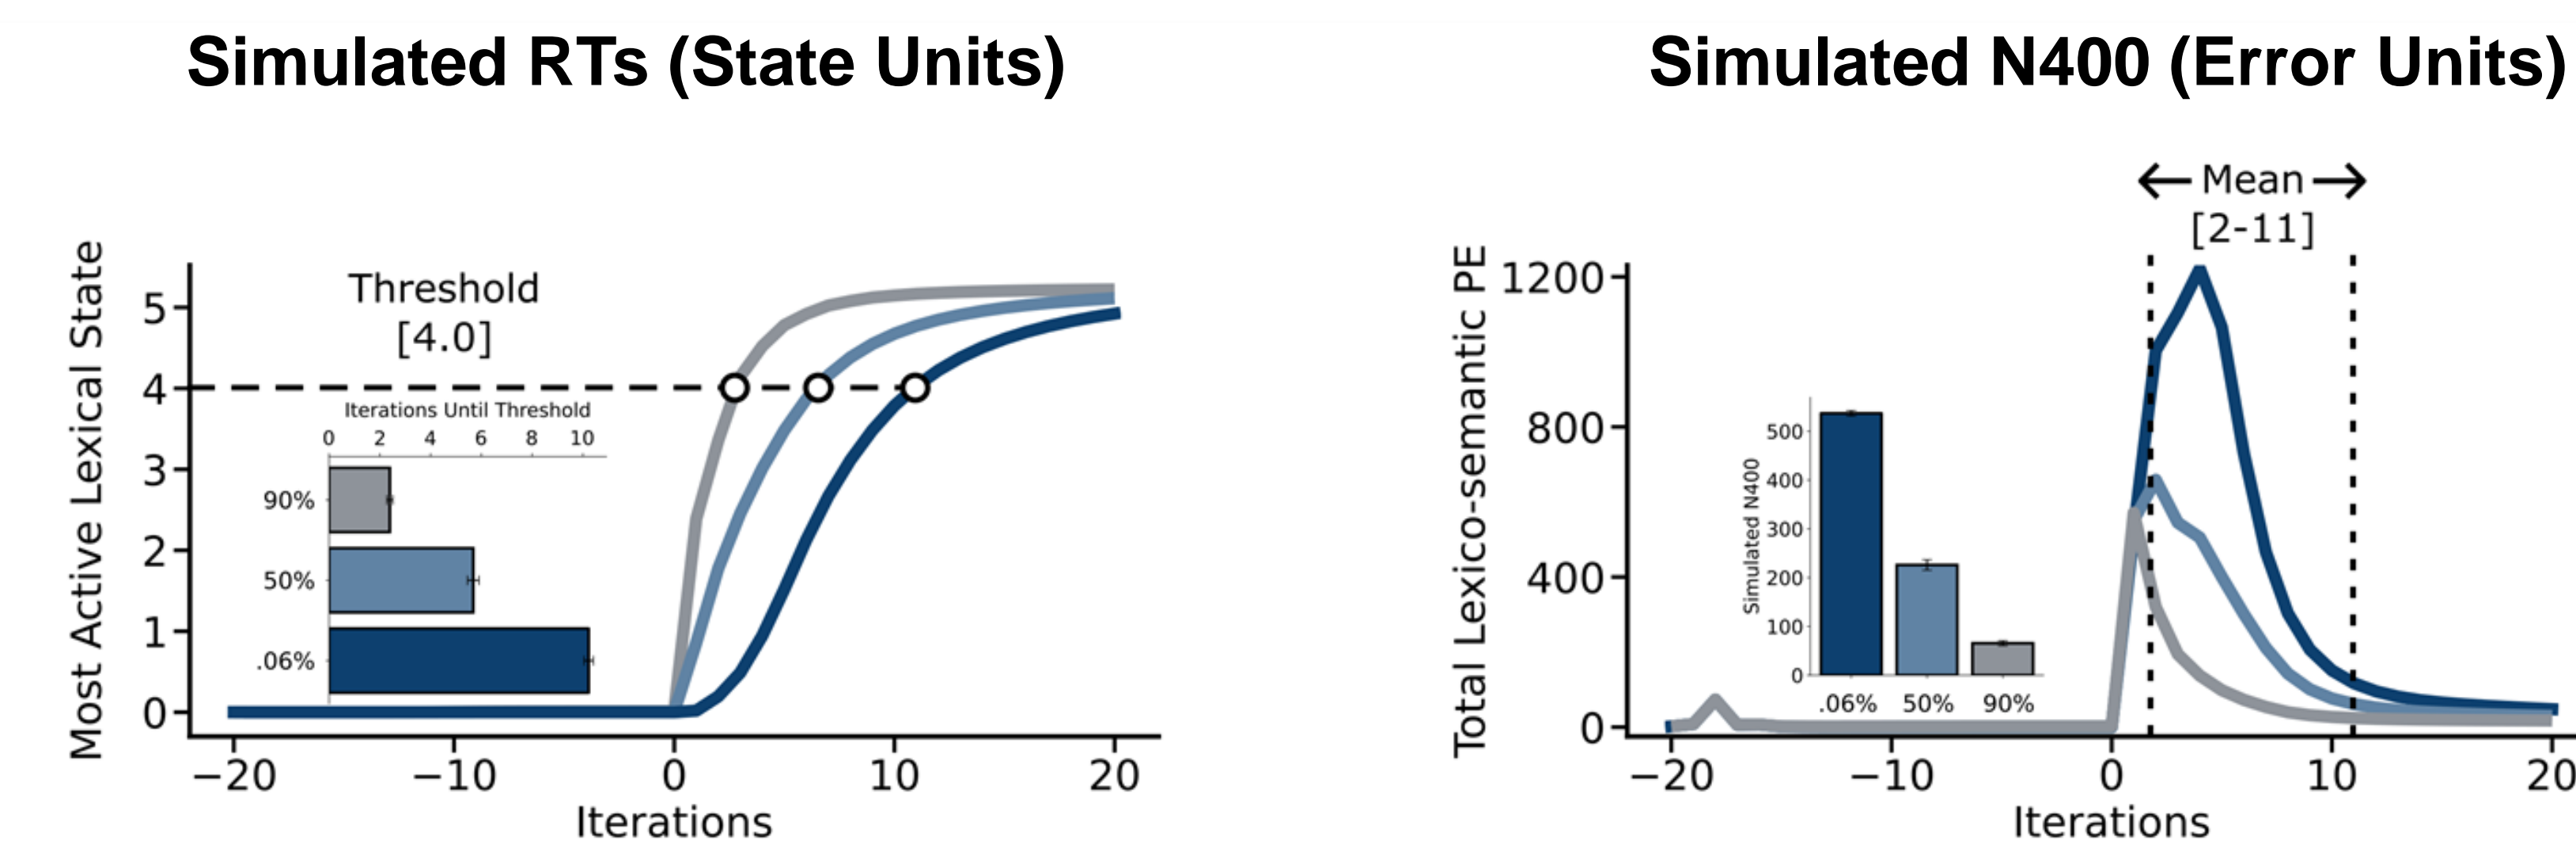 Simulated RTs (State Units)
Most Active Lexical State
5
4
3
2
1
0
Threshold
[4.0]
Iterations Until Threshold
0 2 4 6 8 10
90%
50%
.06%
−20 −10 0 10 20
Iterations
Simulated N400 (Error Units)
← Mean →
[2-11]
Total Lexico-semantic PE
1200
800
400
0
Simulated N400
500
400
300
200
100
0
.06% 50% 90%
−20 −10 0 10 20
Iterations